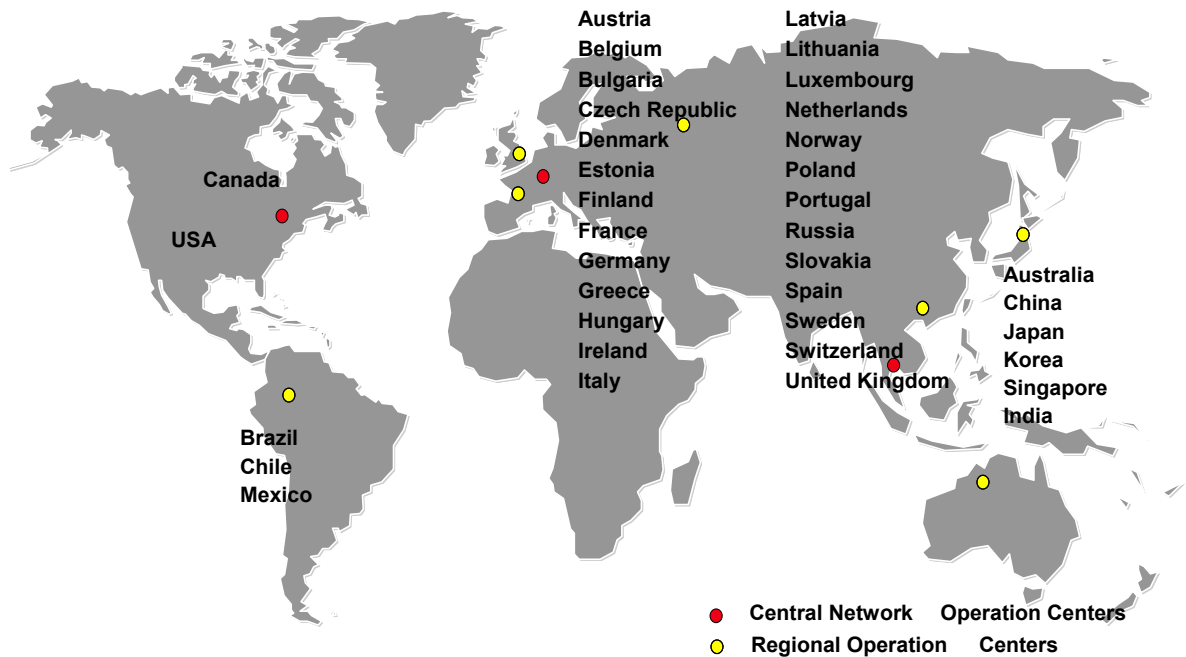 Canada
USA
Brazil
Chile
Mexico
Austria
Belgium
Bulgaria
Czech Republic
Denmark
Estonia
Finland
France
Germany
Greece
Hungary
Ireland
Italy
Latvia
Lithuania
Luxembourg
Netherlands
Norway
Poland
Portugal
Russia
Slovakia
Spain
Sweden
Switzerland
United Kingdom
Australia
China
Japan
Korea
Singapore
India
Central Network Operation Centers
Regional Operation Centers